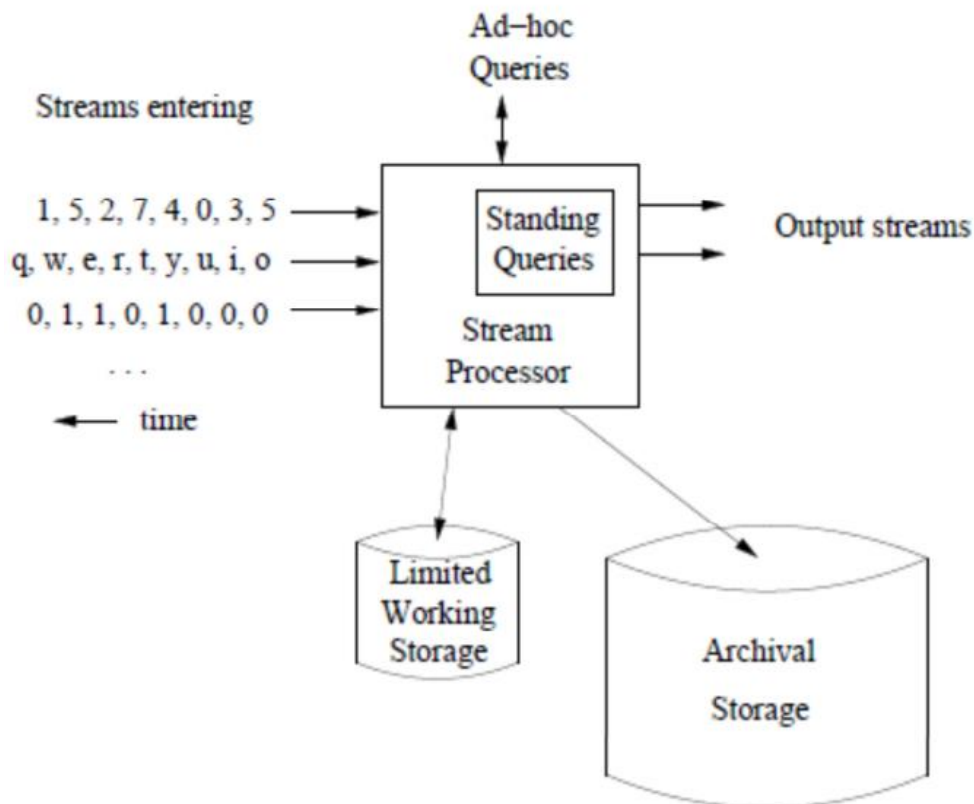 Ad-hoc
Queries
Streams entering
1, 5, 2, 7, 4, 0, 3, 5
q, w, e, r, t, y, u, i, o
0, 1, 1, 0, 1, 0, 0, 0
. . .
time
Standing
Queries
Stream
Processor
Output streams
Limited
Working
Storage
Archival
Storage